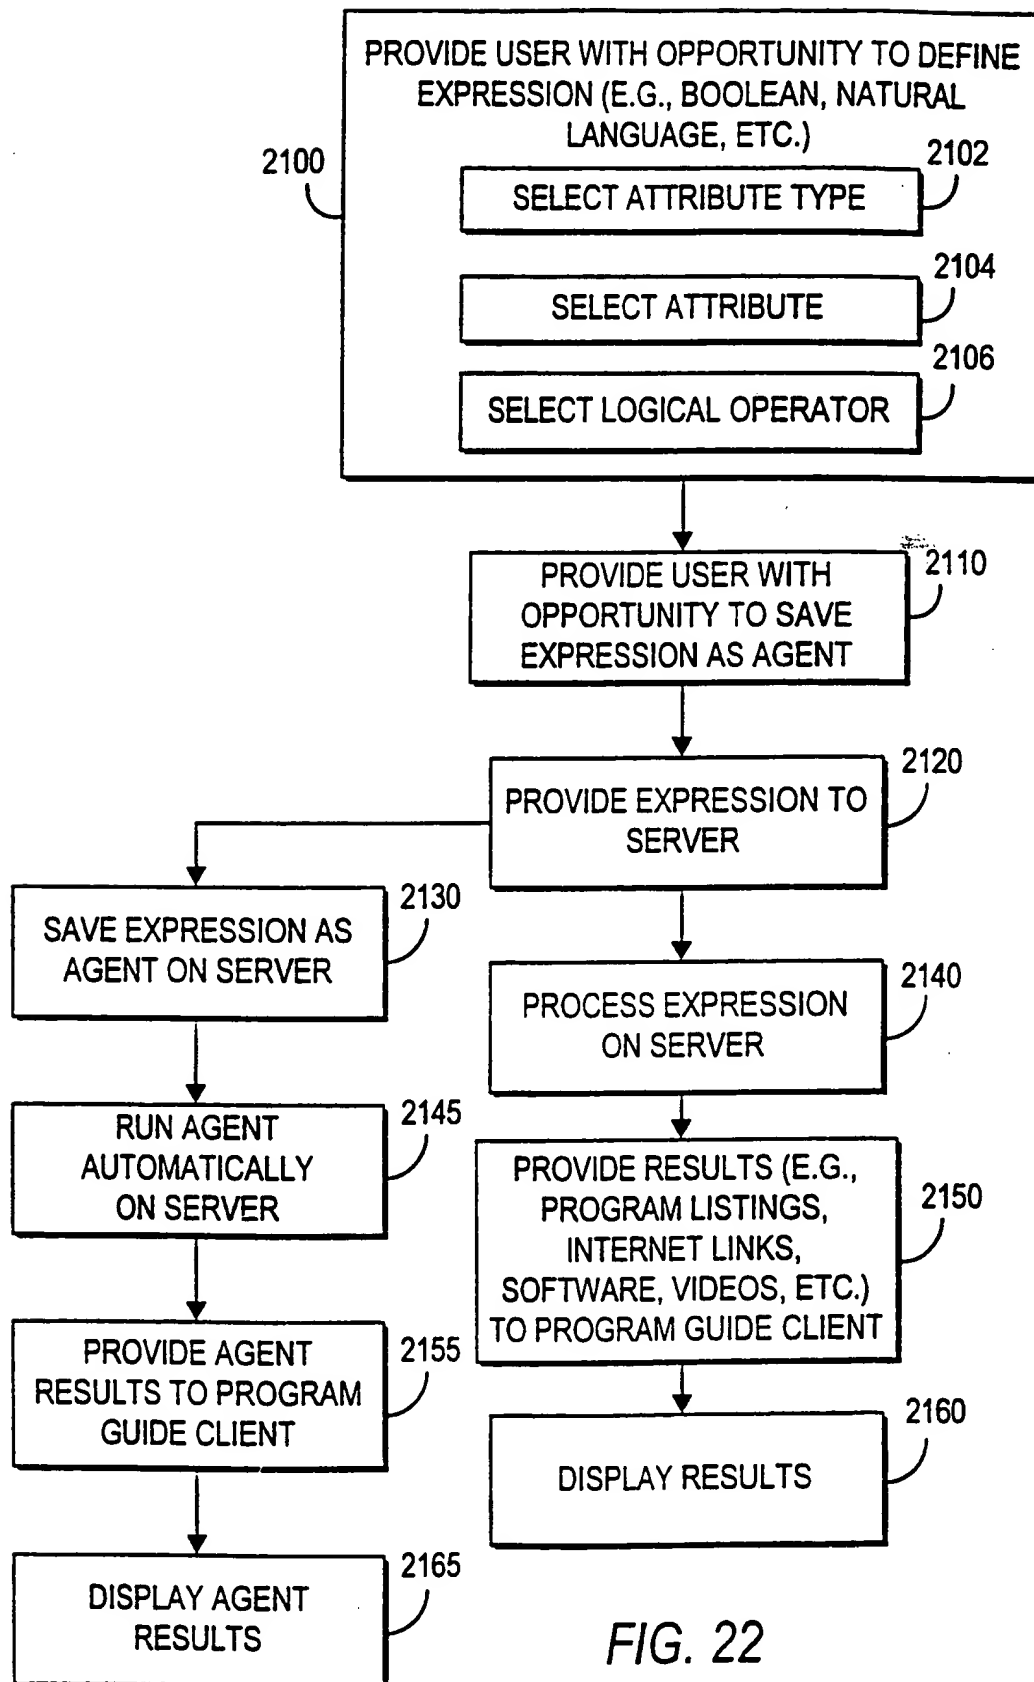 PROVIDE USER WITH OPPORTUNITY TO DEFINE
EXPRESSION (E.G., BOOLEAN, NATURAL
LANGUAGE, ETC.)
2100
2102
SELECT ATTRIBUTE TYPE
2104
SELECT ATTRIBUTE
2106
SELECT LOGICAL OPERATOR
2110
PROVIDE USER WITH
OPPORTUNITY TO SAVE
EXPRESSION AS AGENT
2120
PROVIDE EXPRESSION TO
SERVER
2130
SAVE EXPRESSION AS
AGENT ON SERVER
2140
PROCESS EXPRESSION
ON SERVER
2145
RUN AGENT
AUTOMATICALLY
ON SERVER
2150
PROVIDE RESULTS (E.G.,
PROGRAM LISTINGS,
INTERNET LINKS,
SOFTWARE, VIDEOS, ETC.)
TO PROGRAM GUIDE CLIENT
2155
PROVIDE AGENT
RESULTS TO PROGRAM
GUIDE CLIENT
2160
DISPLAY RESULTS
2165
DISPLAY AGENT
RESULTS
FIG. 22